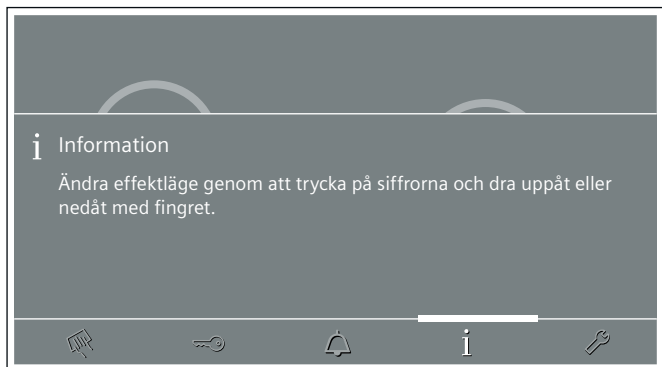 i Information
Ändra effektläge genom att trycka på siffrorna och dra uppåt eller
nedåt med fingret.
i